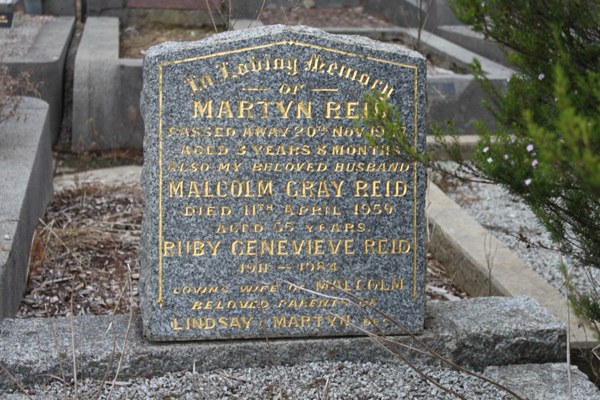 In Loving Memory
— OF —
MARTYN REID
PASSED AWAY 20TH NOV.
AGED 3 YEARS 8 MONTHS
ALSO MY BELOVED HUSBAND
MALCOLM GRAY REID
DIED 11TH APRIL 1959
AGED 55 YEARS.
RUBY GENEVIEVE REID
1911 — 1984
LOVING WIFE OF MALCOLM
BELOVED PARENTS OF
LINDSAY & MARTYN